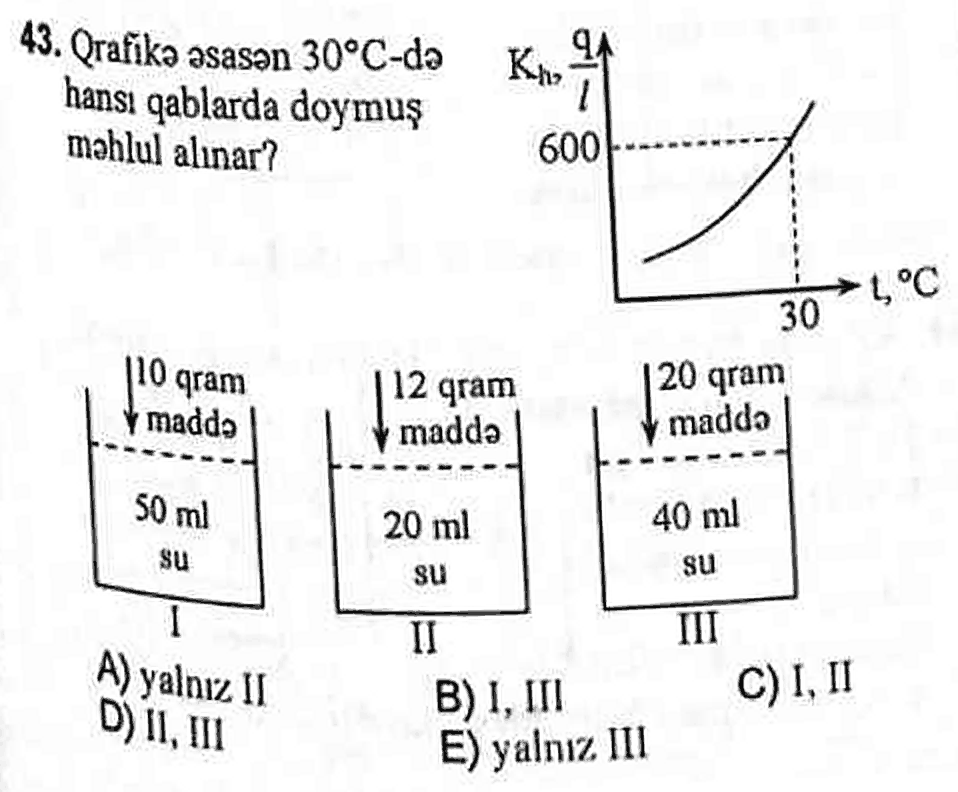 43. Qrafikə əsasən 30°C-də
hansı qablarda doymuş
məhlul alınar?
Kh, q/l
600
30
t, °C
10 qram
maddə
50 ml
su
I
12 qram
maddə
20 ml
su
II
20 qram
maddə
40 ml
su
III
A) yalnız II
B) I, III
C) I, II
D) II, III
E) yalnız III